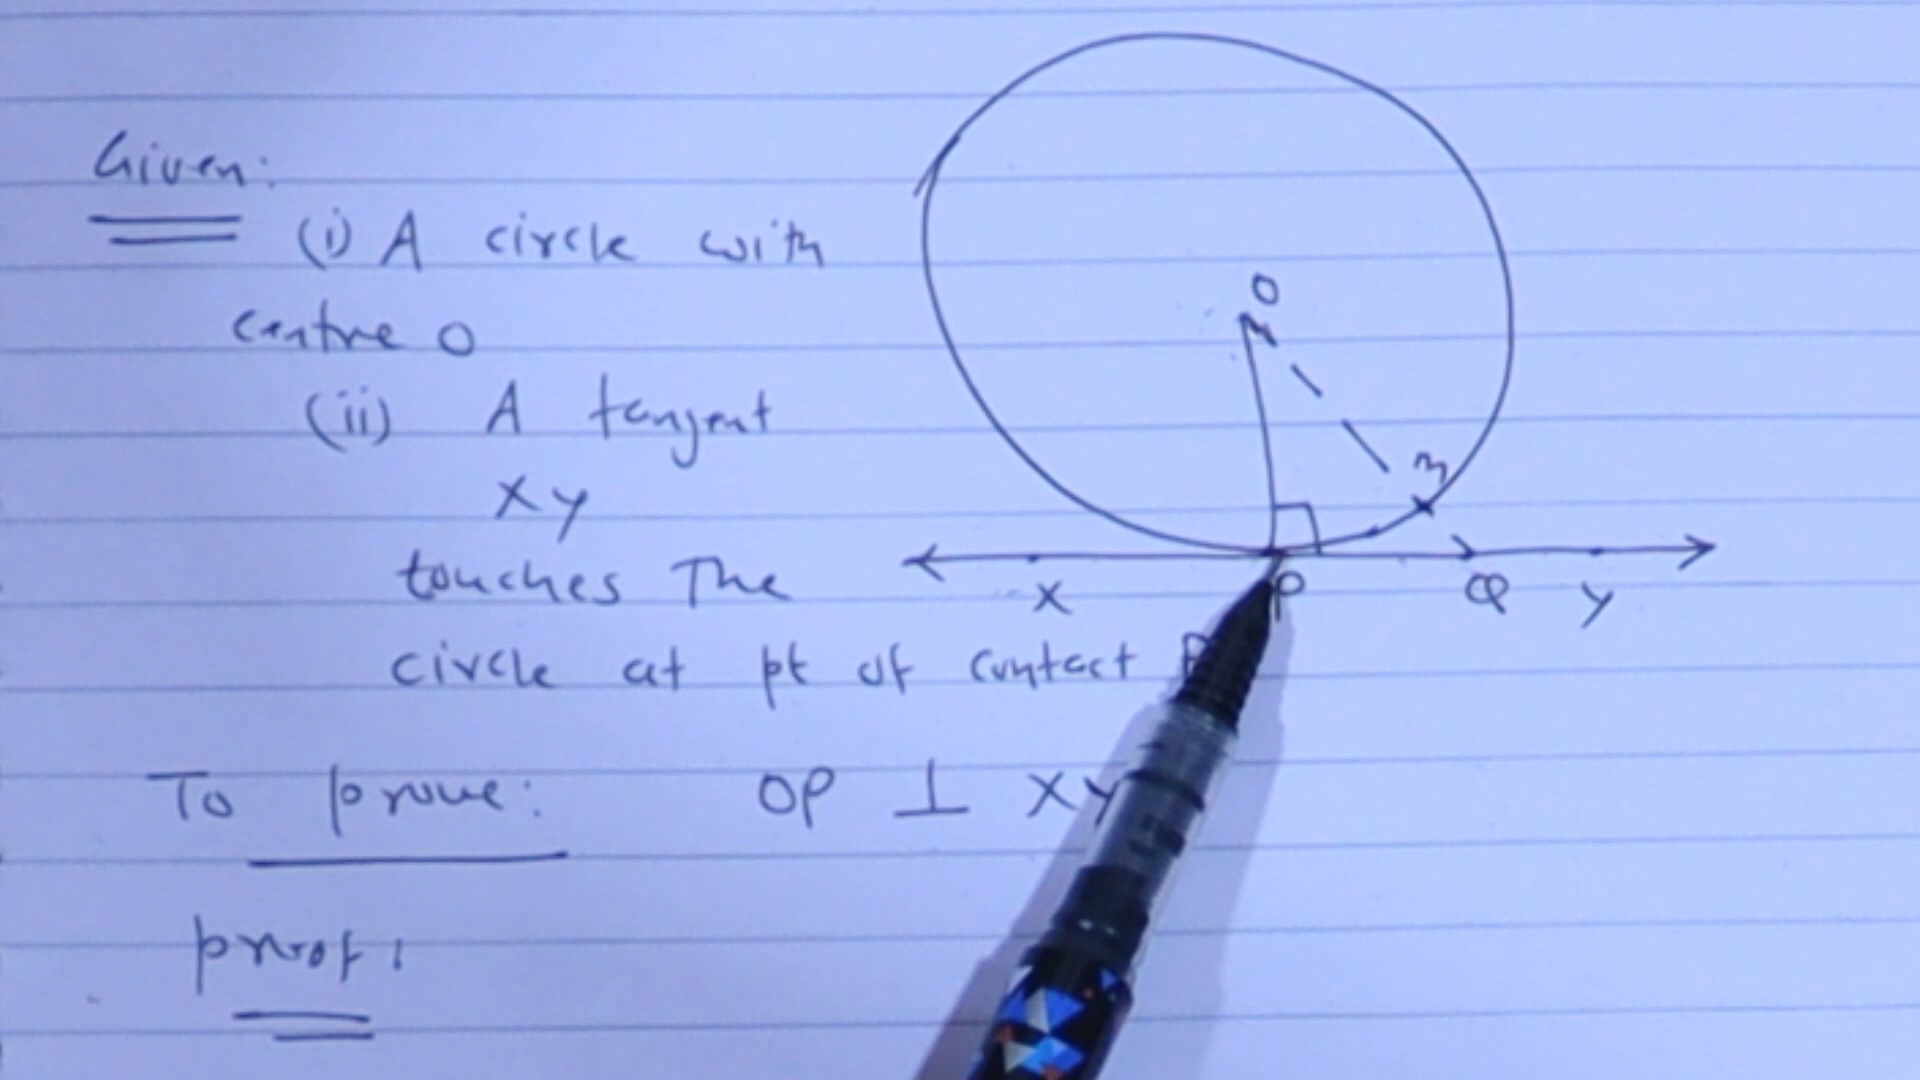 Given:
(i) A circle with
centre O
(ii) A tangent
XY
touches The
circle at pt of contact P
To prove: OP ⊥ XY
proof:
O
M
X P Q Y